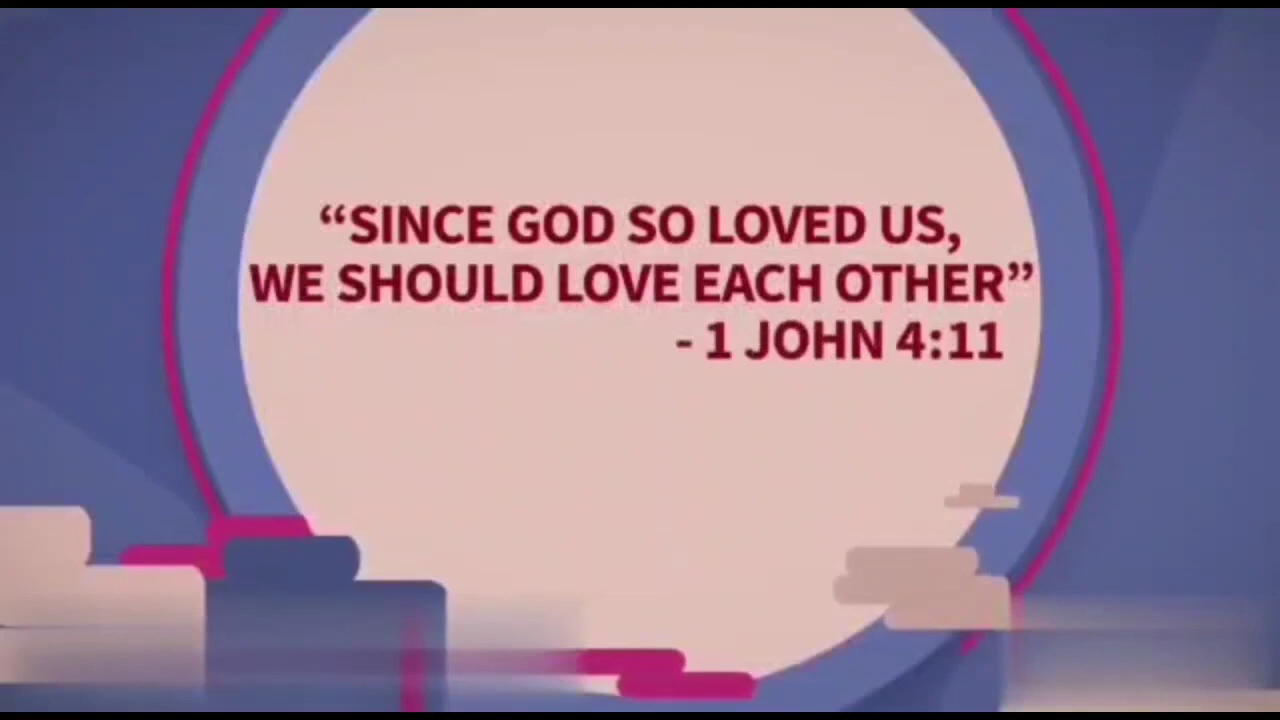 “SINCE GOD SO LOVED US,
WE SHOULD LOVE EACH OTHER”
- 1 JOHN 4:11